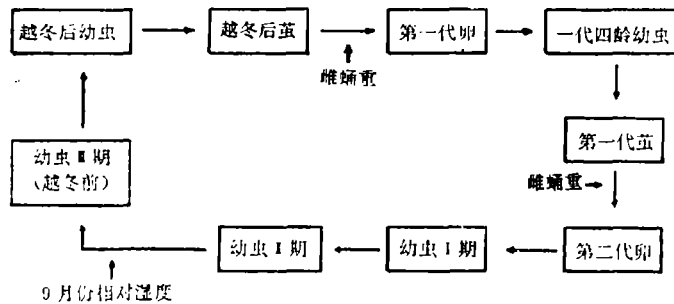 越冬后幼虫
越冬后茧
第一代卵
一代四龄幼虫
雌蛹重
第一代茧
雌蛹重
幼虫Ⅲ期
(越冬前)
第二代卵
幼虫Ⅰ期
幼虫Ⅱ期
9月份相对湿度